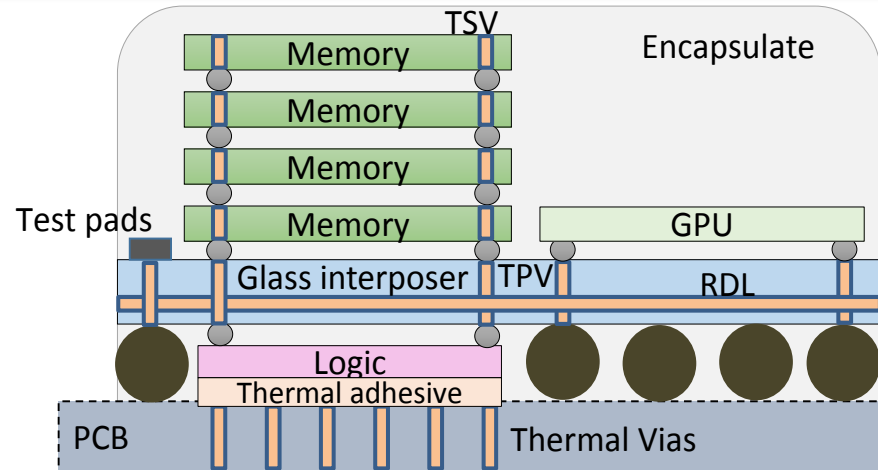 TSV
Memory
Encapsulate
Memory
Memory
Memory
Test pads
GPU
Glass interposer
TPV
RDL
Logic
Thermal adhesive
PCB
Thermal Vias